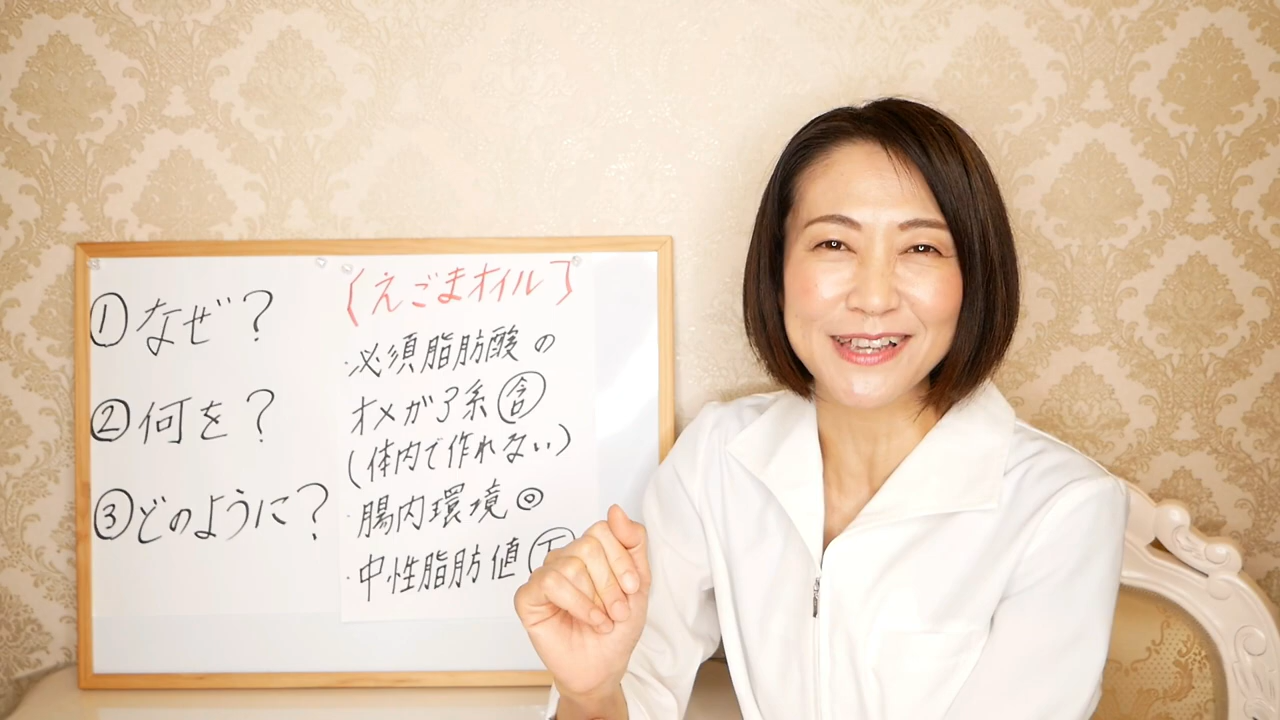 ①なぜ？
②何を？
③どのように？
〈えごまオイル〉
・必須脂肪酸の
オメガ3系含
(体内で作れない)
・腸内環境◎
・中性脂肪値